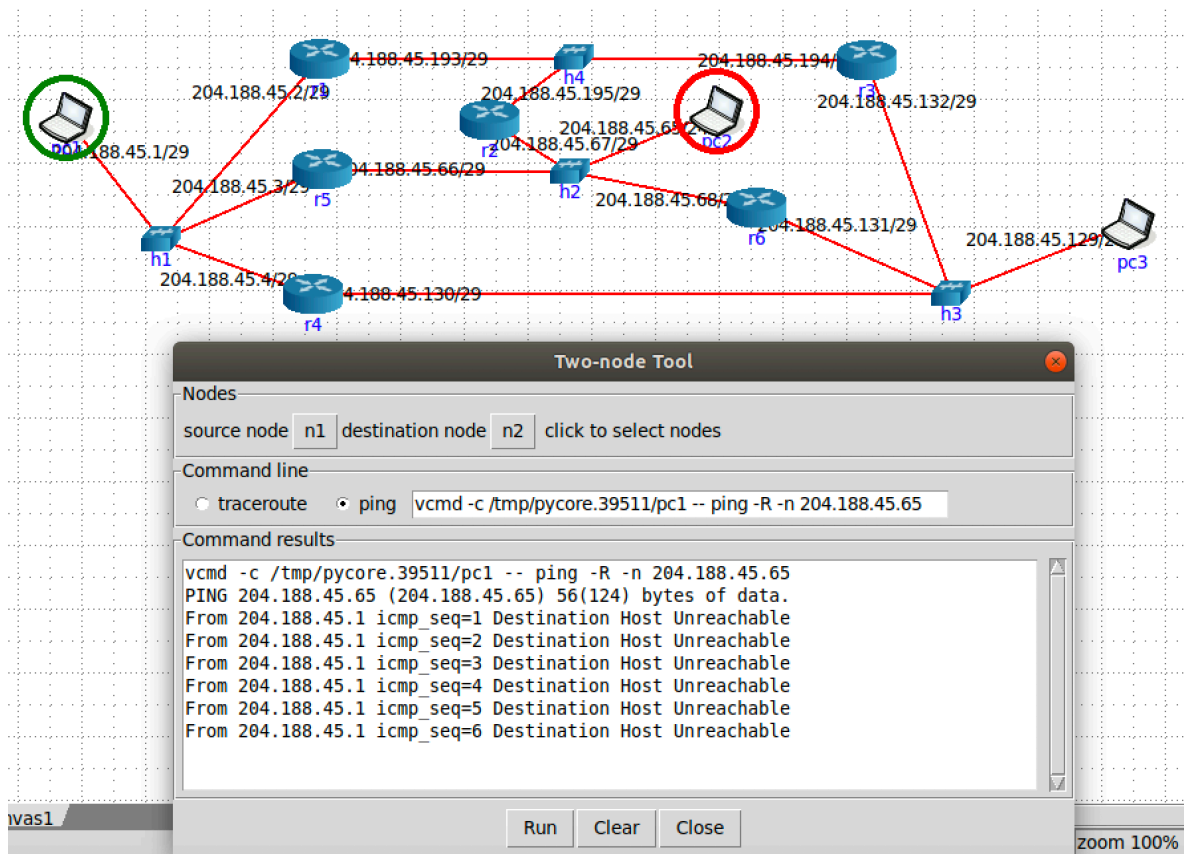 4.188.45.193/29
204.188.45.194/
h4
204.188.45.2/29
r1
204.188.45.195/29
r3
204.188.45.132/29
204.188.45.65/2
pc1
.188.45.1/29
r2
204.188.45.67/29
pc2
204.188.45.3/29
04.188.45.66/29
r5
h2
204.188.45.68/
04.188.45.131/29
r6
204.188.45.129/2
pc3
h1
204.188.45.4/29
4.188.45.130/29
r4
h3
Two-node Tool
Nodes
source node n1 destination node n2 click to select nodes
Command line
traceroute ping vcmd -c /tmp/pycore.39511/pc1 -- ping -R -n 204.188.45.65
Command results
vcmd -c /tmp/pycore.39511/pc1 -- ping -R -n 204.188.45.65
PING 204.188.45.65 (204.188.45.65) 56(124) bytes of data.
From 204.188.45.1 icmp_seq=1 Destination Host Unreachable
From 204.188.45.1 icmp_seq=2 Destination Host Unreachable
From 204.188.45.1 icmp_seq=3 Destination Host Unreachable
From 204.188.45.1 icmp_seq=4 Destination Host Unreachable
From 204.188.45.1 icmp_seq=5 Destination Host Unreachable
From 204.188.45.1 icmp_seq=6 Destination Host Unreachable
Run Clear Close
nvas1
zoom 100%